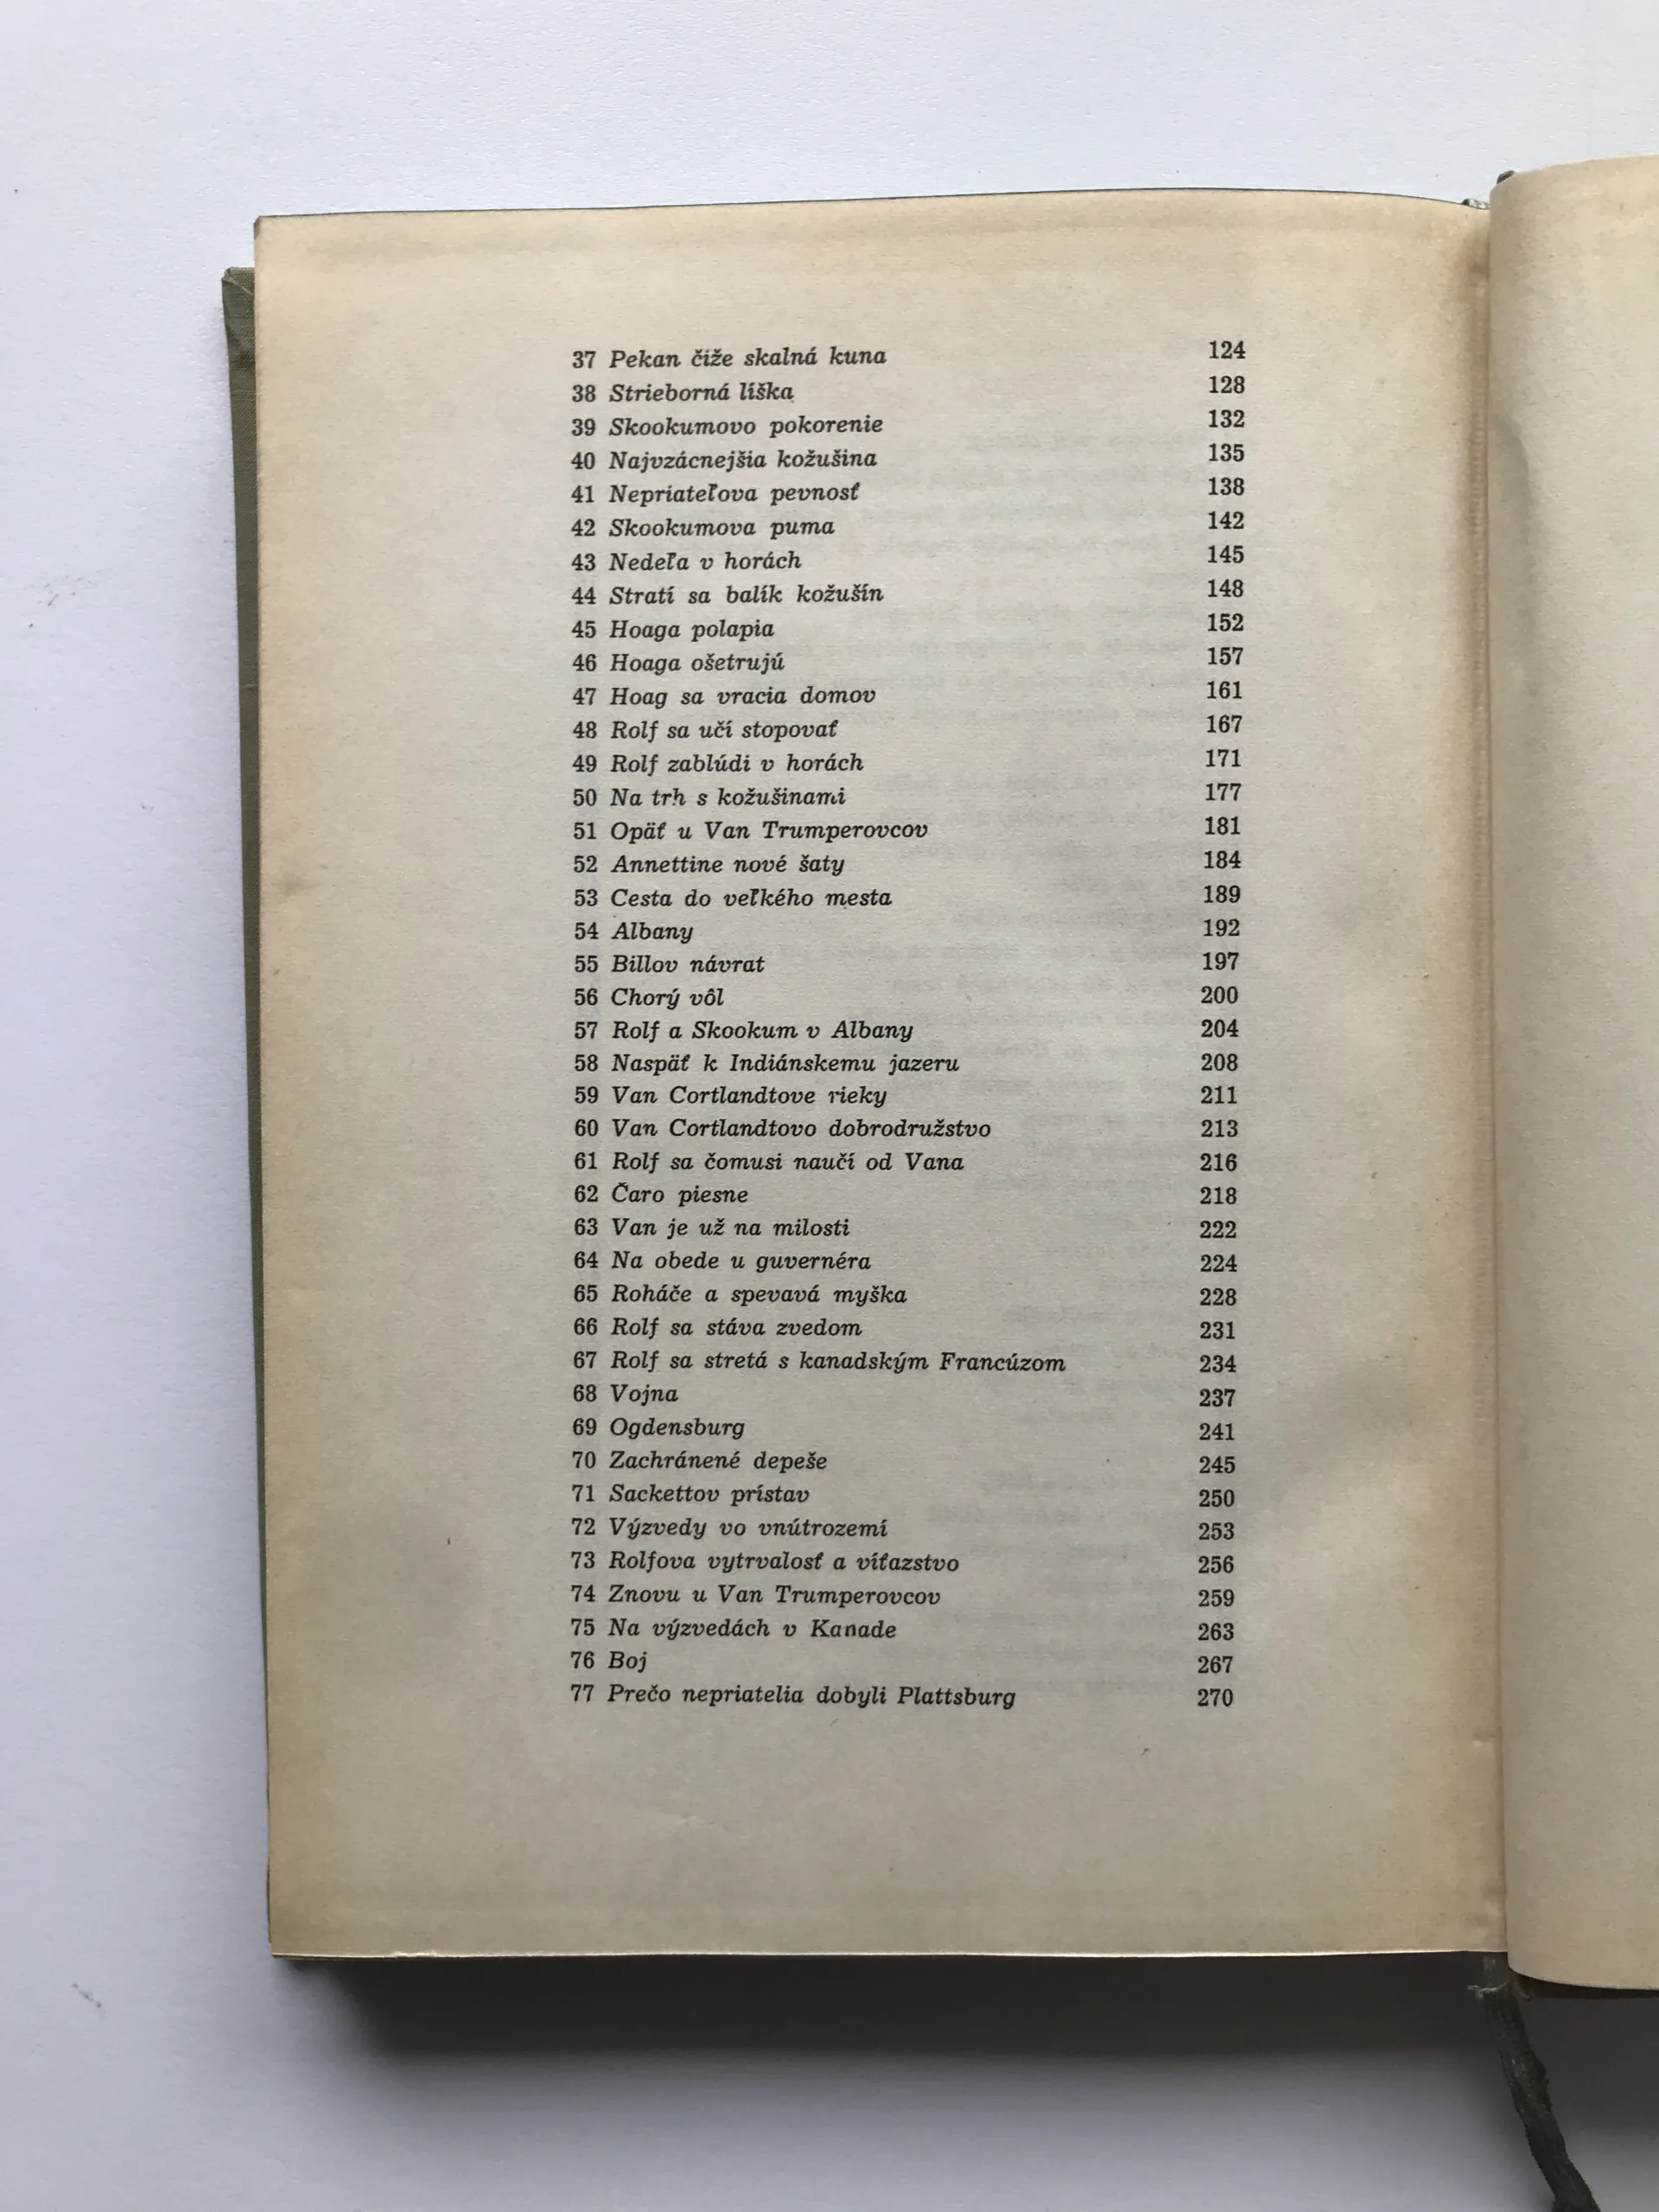 37 Pekan čiže skalná kuna 124
38 Strieborná líška 128
39 Skookumovo pokorenie 132
40 Najvzácnejšia kožušina 135
41 Nepriateľova pevnosť 138
42 Skookumova puma 142
43 Nedeľa v horách 145
44 Stratí sa balík kožušín 148
45 Hoaga polapia 152
46 Hoaga ošetrujú 157
47 Hoag sa vracia domov 161
48 Rolf sa učí stopovať 167
49 Rolf zablúdi v horách 171
50 Na trh s kožušinami 177
51 Opäť u Van Trumperovcov 181
52 Annettine nové šaty 184
53 Cesta do veľkého mesta 189
54 Albany 192
55 Billov návrat 197
56 Chorý vôl 200
57 Rolf a Skookum v Albany 204
58 Naspäť k Indiánskemu jazeru 208
59 Van Cortlandtove rieky 211
60 Van Cortlandtovo dobrodružstvo 213
61 Rolf sa čomusi naučí od Vana 216
62 Čaro piesne 218
63 Van je už na milosti 222
64 Na obede u guvernéra 224
65 Roháče a spevavá myška 228
66 Rolf sa stáva zvedom 231
67 Rolf sa stretá s kanadským Francúzom 234
68 Vojna 237
69 Ogdensburg 241
70 Zachránené depeše 245
71 Sackettov prístav 250
72 Výzvedy vo vnútrozemí 253
73 Rolfova vytrvalosť a víťazstvo 256
74 Znovu u Van Trumperovcov 259
75 Na výzvedách v Kanade 263
76 Boj 267
77 Prečo nepriatelia dobyli Plattsburg 270